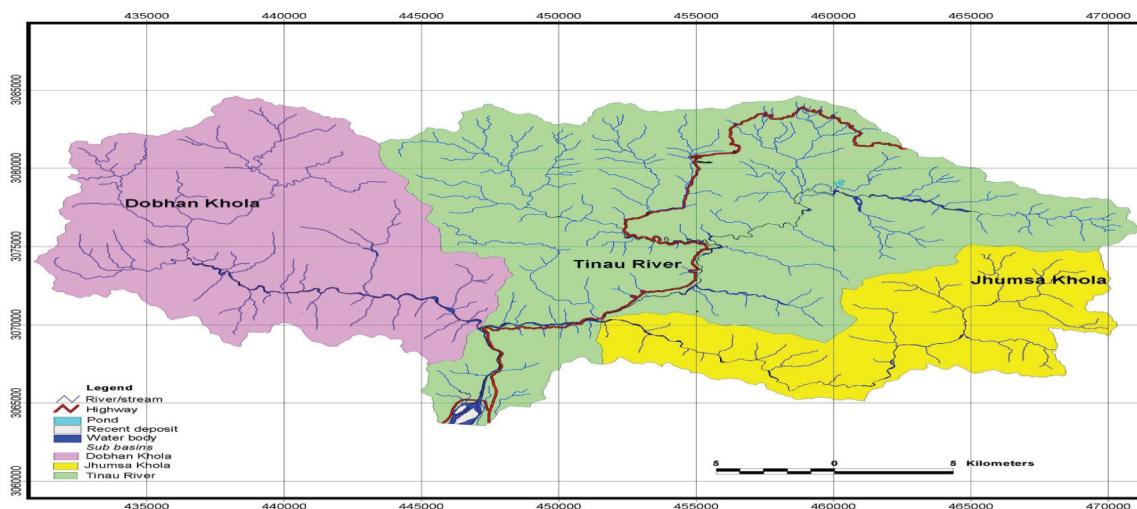 435000 440000 445000 450000 455000 460000 465000 470000
3085000
3080000
3075000
3070000
3065000
3060000
Dobhan Khola
Tinau River
Jhumsa Khola
Legend
River/stream
Highway
Pond
Recent deposit
Water body
Sub basins
Dobhan Khola
Jhumsa Khola
Tinau River
5 0 5 Kilometers
435000 440000 445000 450000 455000 460000 465000 470000